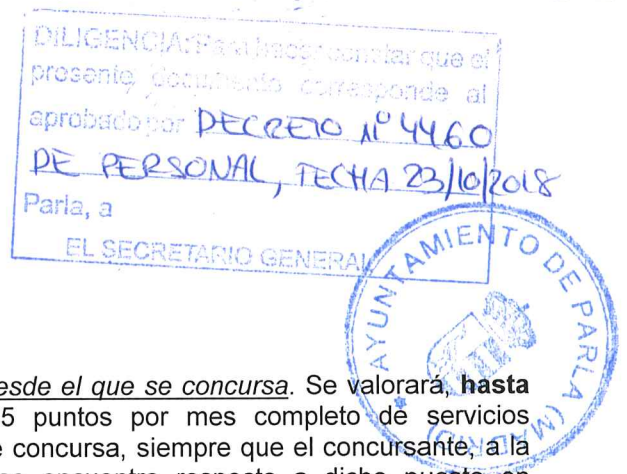 DILIGENCIA: Para hacer constar que el
presente documento corresponde al
aprobado por DECRETO Nº 4460
DE PERSONAL, FECHA 23/10/2018
Parla, a
EL SECRETARIO GENERAL
AYUNTAMIENTO DE PARLA (MADRID)
esde el que se concursa. Se valorará, hasta
5 puntos por mes completo de servicios
e concursa, siempre que el concursante, a la
encuentre respecto a dicho puesto en